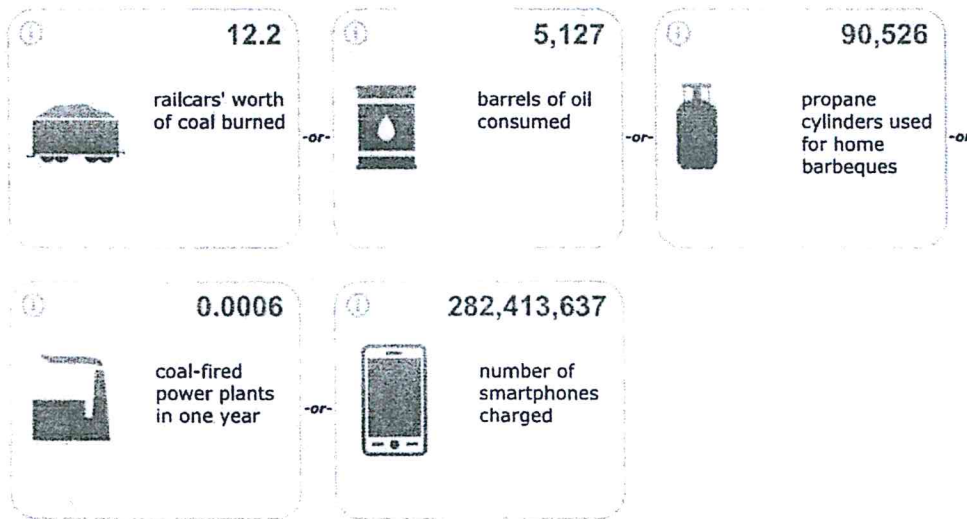 12.2
railcars' worth
of coal burned
-or-
5,127
barrels of oil
consumed
-or-
90,526
propane
cylinders used
for home
barbeques
-or
0.0006
coal-fired
power plants
in one year
-or-
282,413,637
number of
smartphones
charged